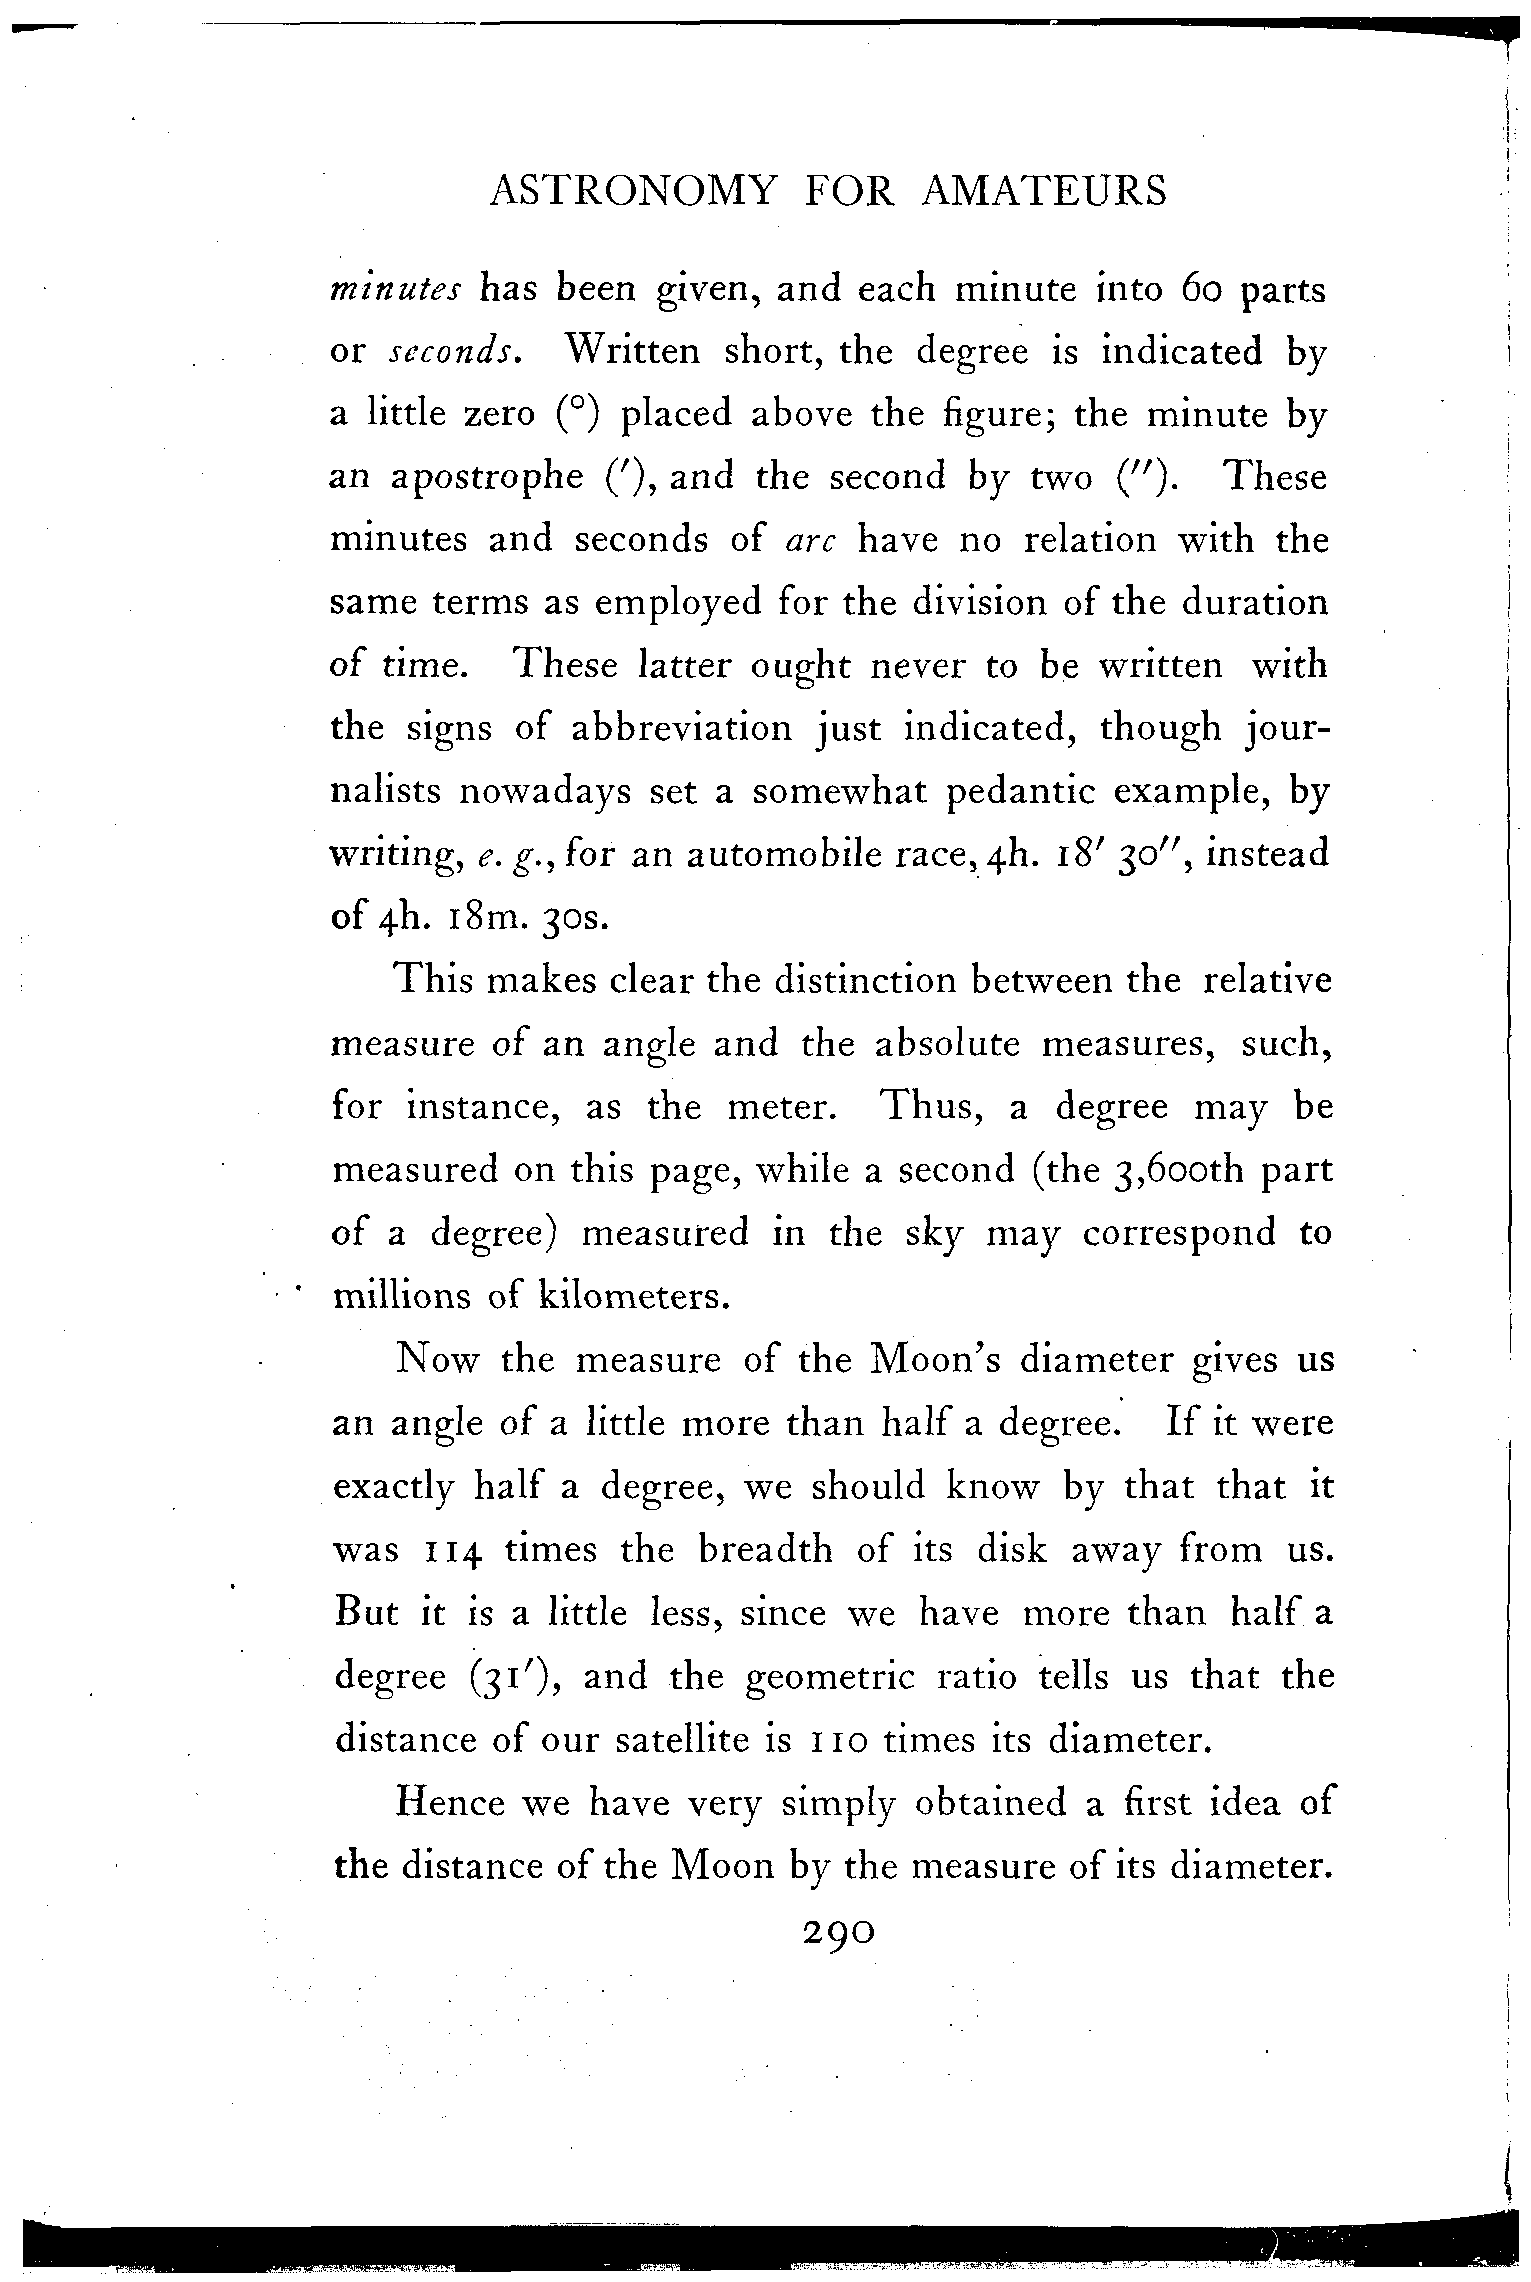 ASTRONOMY FOR AMATEURS
minutes has been given, and each minute into 60 parts
or seconds. Written short, the degree is indicated by
a little zero (°) placed above the figure; the minute by
an apostrophe (′), and the second by two (″). These
minutes and seconds of arc have no relation with the
same terms as employed for the division of the duration
of time. These latter ought never to be written with
the signs of abbreviation just indicated, though jour-
nalists nowadays set a somewhat pedantic example, by
writing, e. g., for an automobile race, 4h. 18′ 30″, instead
of 4h. 18m. 30s.
This makes clear the distinction between the relative
measure of an angle and the absolute measures, such,
for instance, as the meter. Thus, a degree may be
measured on this page, while a second (the 3,600th part
of a degree) measured in the sky may correspond to
millions of kilometers.
Now the measure of the Moon's diameter gives us
an angle of a little more than half a degree. If it were
exactly half a degree, we should know by that that it
was 114 times the breadth of its disk away from us.
But it is a little less, since we have more than half a
degree (31′), and the geometric ratio tells us that the
distance of our satellite is 110 times its diameter.
Hence we have very simply obtained a first idea of
the distance of the Moon by the measure of its diameter.
290